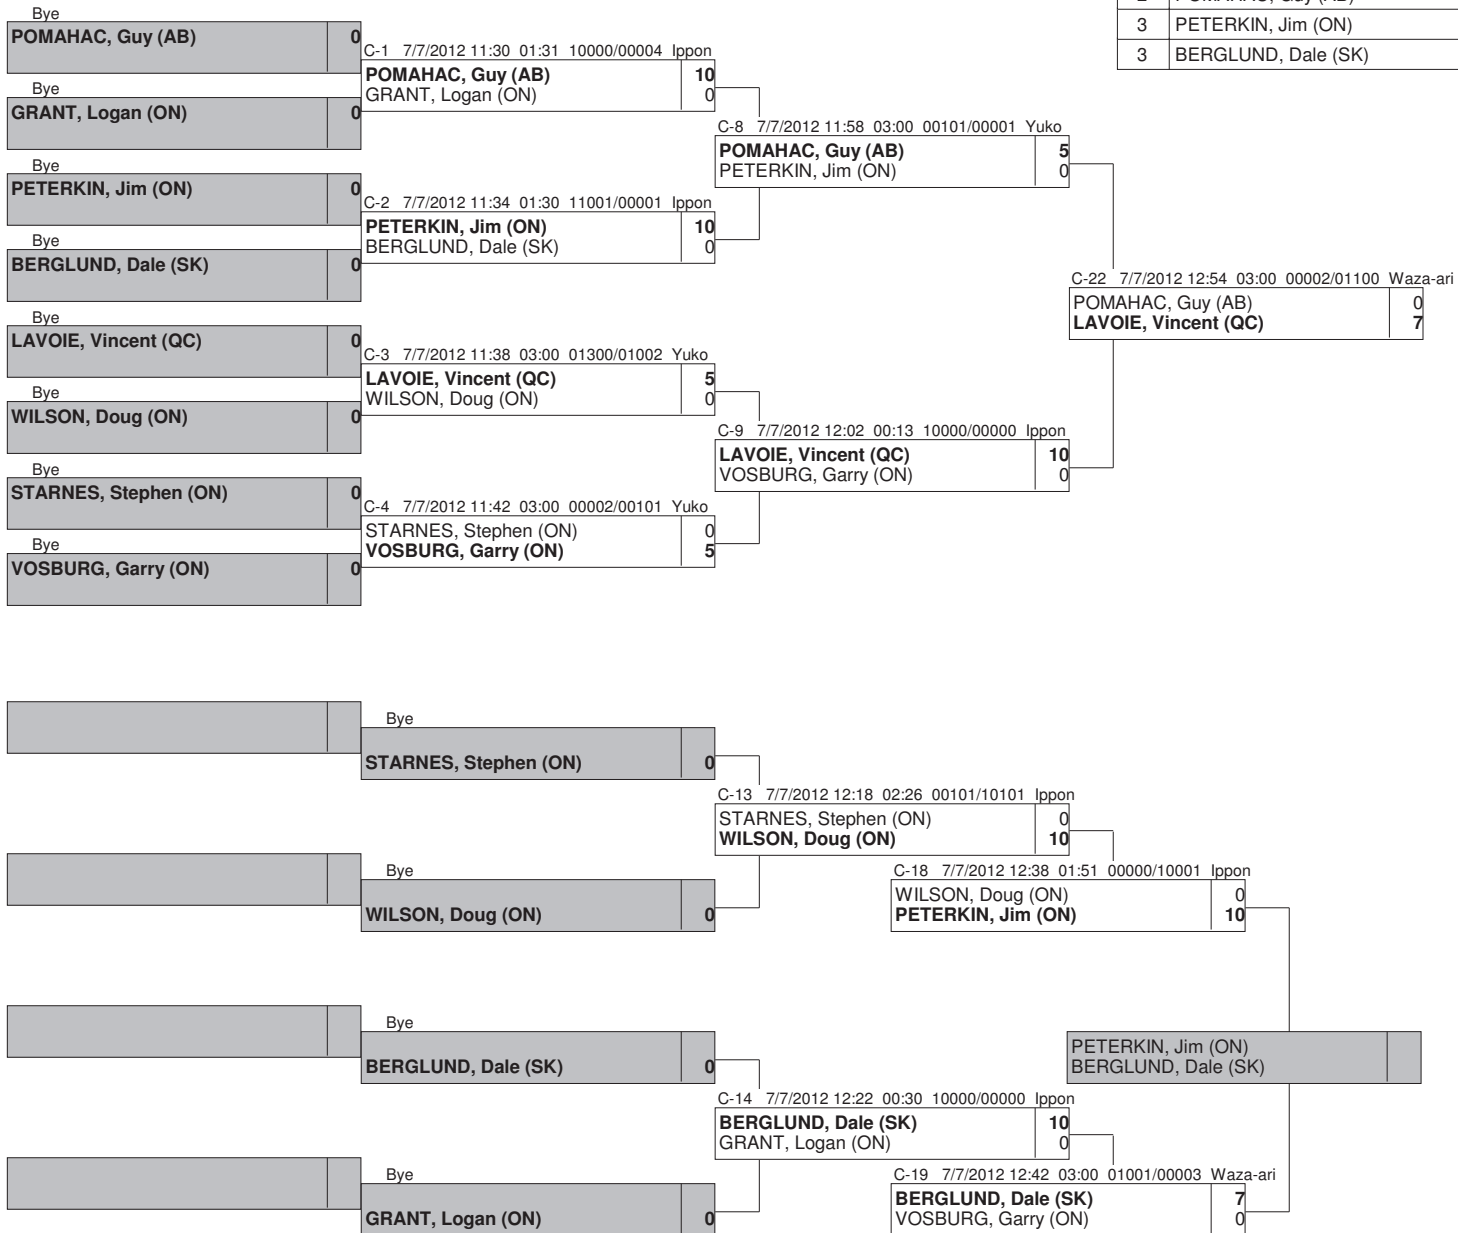 2 POMAHAC, Guy (AB)
3 PETERKIN, Jim (ON)
3 BERGLUND, Dale (SK)
Bye
POMAHAC, Guy (AB) 0
Bye
GRANT, Logan (ON) 0
Bye
PETERKIN, Jim (ON) 0
Bye
BERGLUND, Dale (SK) 0
Bye
LAVOIE, Vincent (QC) 0
Bye
WILSON, Doug (ON) 0
Bye
STARNES, Stephen (ON) 0
Bye
VOSBURG, Garry (ON) 0
C-1 7/7/2012 11:30 01:31 10000/00004 Ippon
POMAHAC, Guy (AB) 10
GRANT, Logan (ON) 0
C-2 7/7/2012 11:34 01:30 11001/00001 Ippon
PETERKIN, Jim (ON) 10
BERGLUND, Dale (SK) 0
C-3 7/7/2012 11:38 03:00 01300/01002 Yuko
LAVOIE, Vincent (QC) 5
WILSON, Doug (ON) 0
C-4 7/7/2012 11:42 03:00 00002/00101 Yuko
STARNES, Stephen (ON) 0
VOSBURG, Garry (ON) 5
C-8 7/7/2012 11:58 03:00 00101/00001 Yuko
POMAHAC, Guy (AB) 5
PETERKIN, Jim (ON) 0
C-9 7/7/2012 12:02 00:13 10000/00000 Ippon
LAVOIE, Vincent (QC) 10
VOSBURG, Garry (ON) 0
C-22 7/7/2012 12:54 03:00 00002/01100 Waza-ari
POMAHAC, Guy (AB) 0
LAVOIE, Vincent (QC) 7
Bye
STARNES, Stephen (ON) 0
Bye
WILSON, Doug (ON) 0
Bye
BERGLUND, Dale (SK) 0
Bye
GRANT, Logan (ON) 0
C-13 7/7/2012 12:18 02:26 00101/10101 Ippon
STARNES, Stephen (ON) 0
WILSON, Doug (ON) 10
C-14 7/7/2012 12:22 00:30 10000/00000 Ippon
BERGLUND, Dale (SK) 10
GRANT, Logan (ON) 0
C-18 7/7/2012 12:38 01:51 00000/10001 Ippon
WILSON, Doug (ON) 0
PETERKIN, Jim (ON) 10
C-19 7/7/2012 12:42 03:00 01001/00003 Waza-ari
BERGLUND, Dale (SK) 7
VOSBURG, Garry (ON) 0
PETERKIN, Jim (ON)
BERGLUND, Dale (SK)